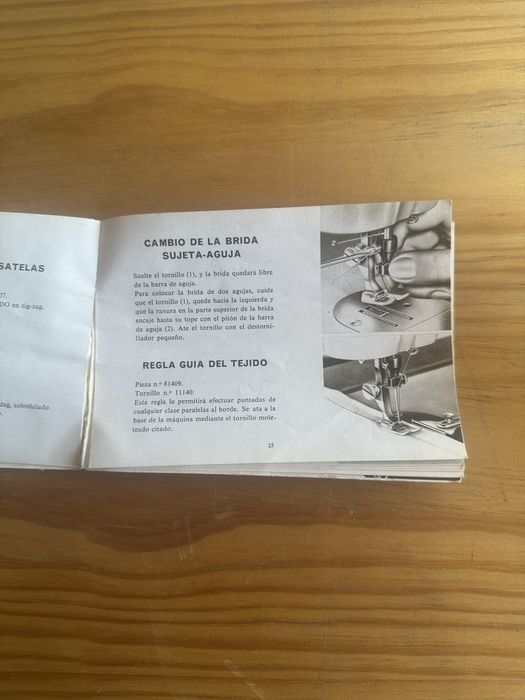 SATELAS
07.
DO en zig-zag,
zag, sobrehilado
CAMBIO DE LA BRIDA
SUJETA-AGUJA
Suelte el tornillo (1), y la brida quedará libre
de la barra de aguja.
Para colocar la brida de dos agujas, cuide
que el tornillo (1), quede hacia la izquierda y
que la ranura en la parte superior de la brida
encaje hasta su tope con el pitón de la barra
de aguja (2). Ate el tornillo con el destorni-
llador pequeño.
REGLA GUIA DEL TEJIDO
Pieza n.º 81409.
Tornillo n.º 11140.
Esta regla le permitirá efectuar puntadas de
cualquier clase paralelas al borde. Se ata a la
base de la máquina mediante el tornillo mole-
teado citado.
25
2
1